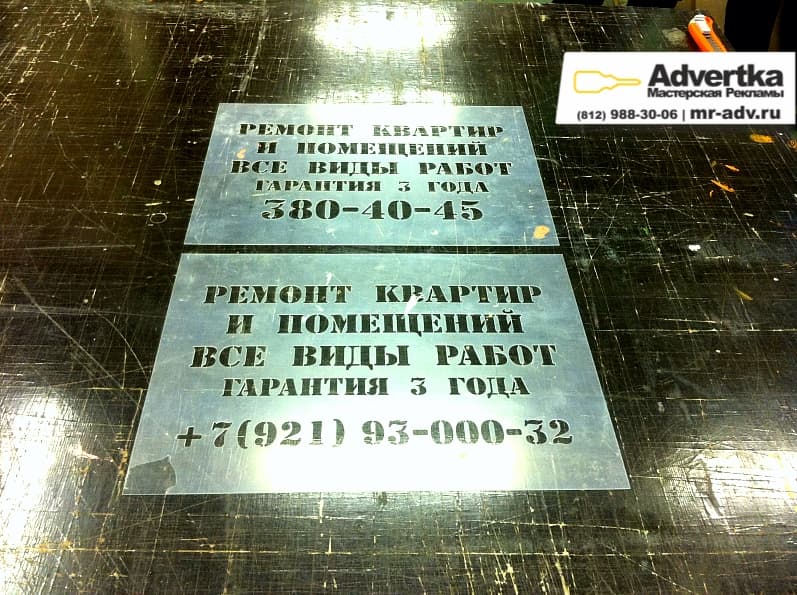 Advertka
Мастерская Рекламы
(812) 988-30-06 | mr-adv.ru
РЕМОНТ КВАРТИР
И ПОМЕЩЕНИЙ
ВСЕ ВИДЫ РАБОТ
ГАРАНТИЯ 3 ГОДА
380-40-45
РЕМОНТ КВАРТИР
И ПОМЕЩЕНИЙ
ВСЕ ВИДЫ РАБОТ
ГАРАНТИЯ 3 ГОДА
+7(921) 93-000-32